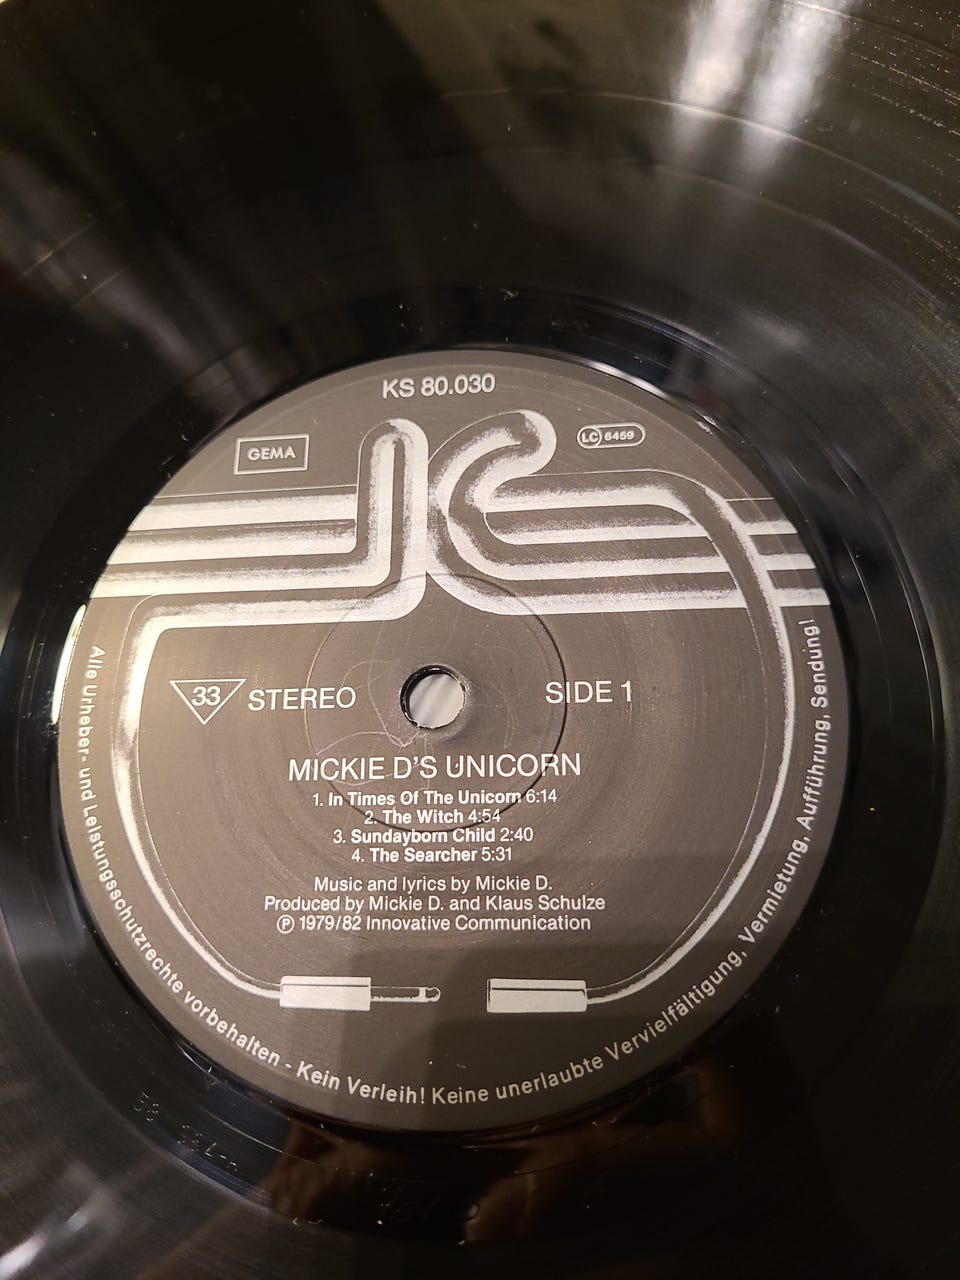 KS 80.030
GEMA
LC 6459
33 STEREO
SIDE 1
MICKIE D'S UNICORN
1. In Times Of The Unicorn 6:14
2. The Witch 4:54
3. Sundayborn Child 2:40
4. The Searcher 5:31
Music and lyrics by Mickie D.
Produced by Mickie D. and Klaus Schulze
Ⓟ 1979/82 Innovative Communication
Alle Urheber- und Leistungsschutzrechte vorbehalten - Kein Verleih! Keine unerlaubte Vervielfältigung, Vermietung, Aufführung, Sendung!